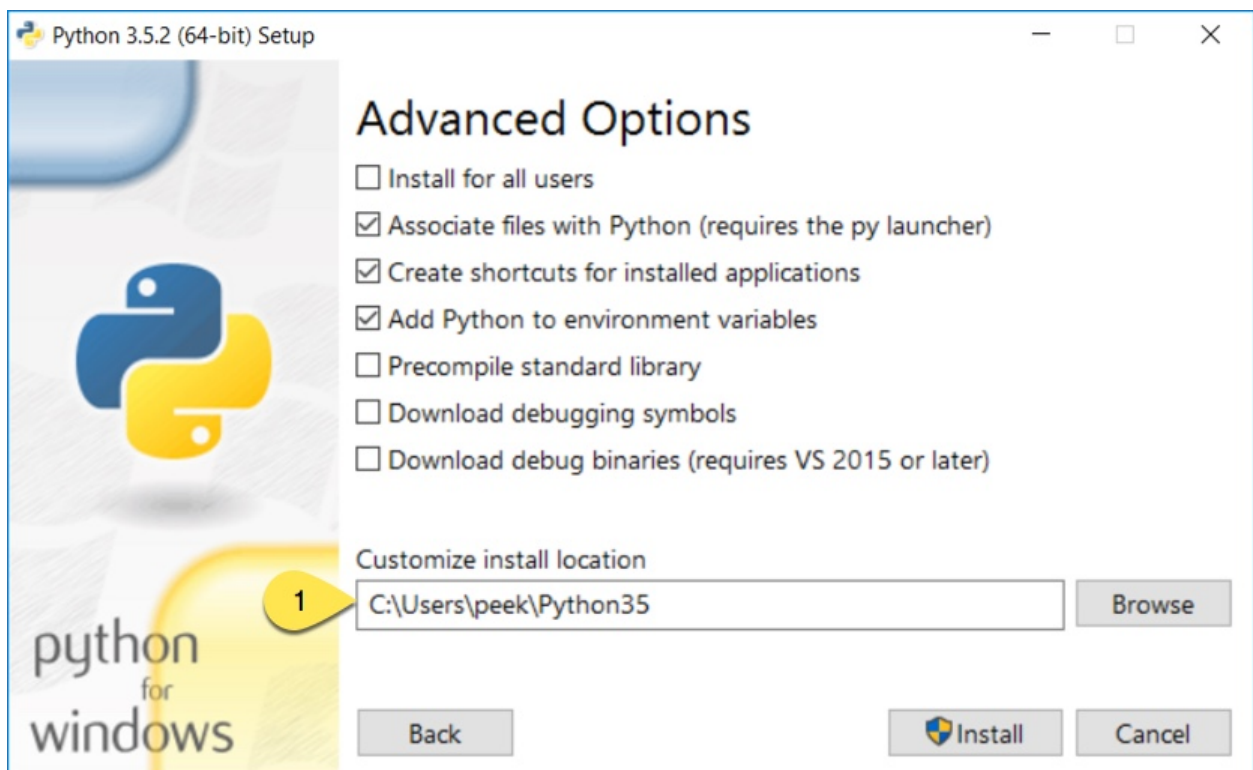 Python 3.5.2 (64-bit) Setup
Advanced Options
Install for all users
Associate files with Python (requires the py launcher)
Create shortcuts for installed applications
Add Python to environment variables
Precompile standard library
Download debugging symbols
Download debug binaries (requires VS 2015 or later)
Customize install location
1
C:\Users\peek\Python35
Browse
python
for
windows
Back
Install
Cancel